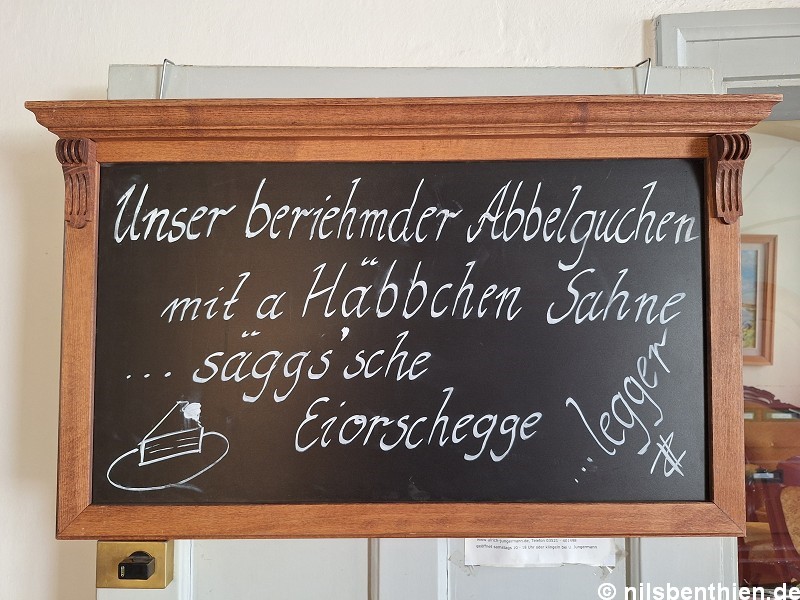 Unser beriehmder Abbelguchen
mit a Häbbchen Sahne
... säggs'sche
Eiorschegge
...legger
© nilsbenthien.de